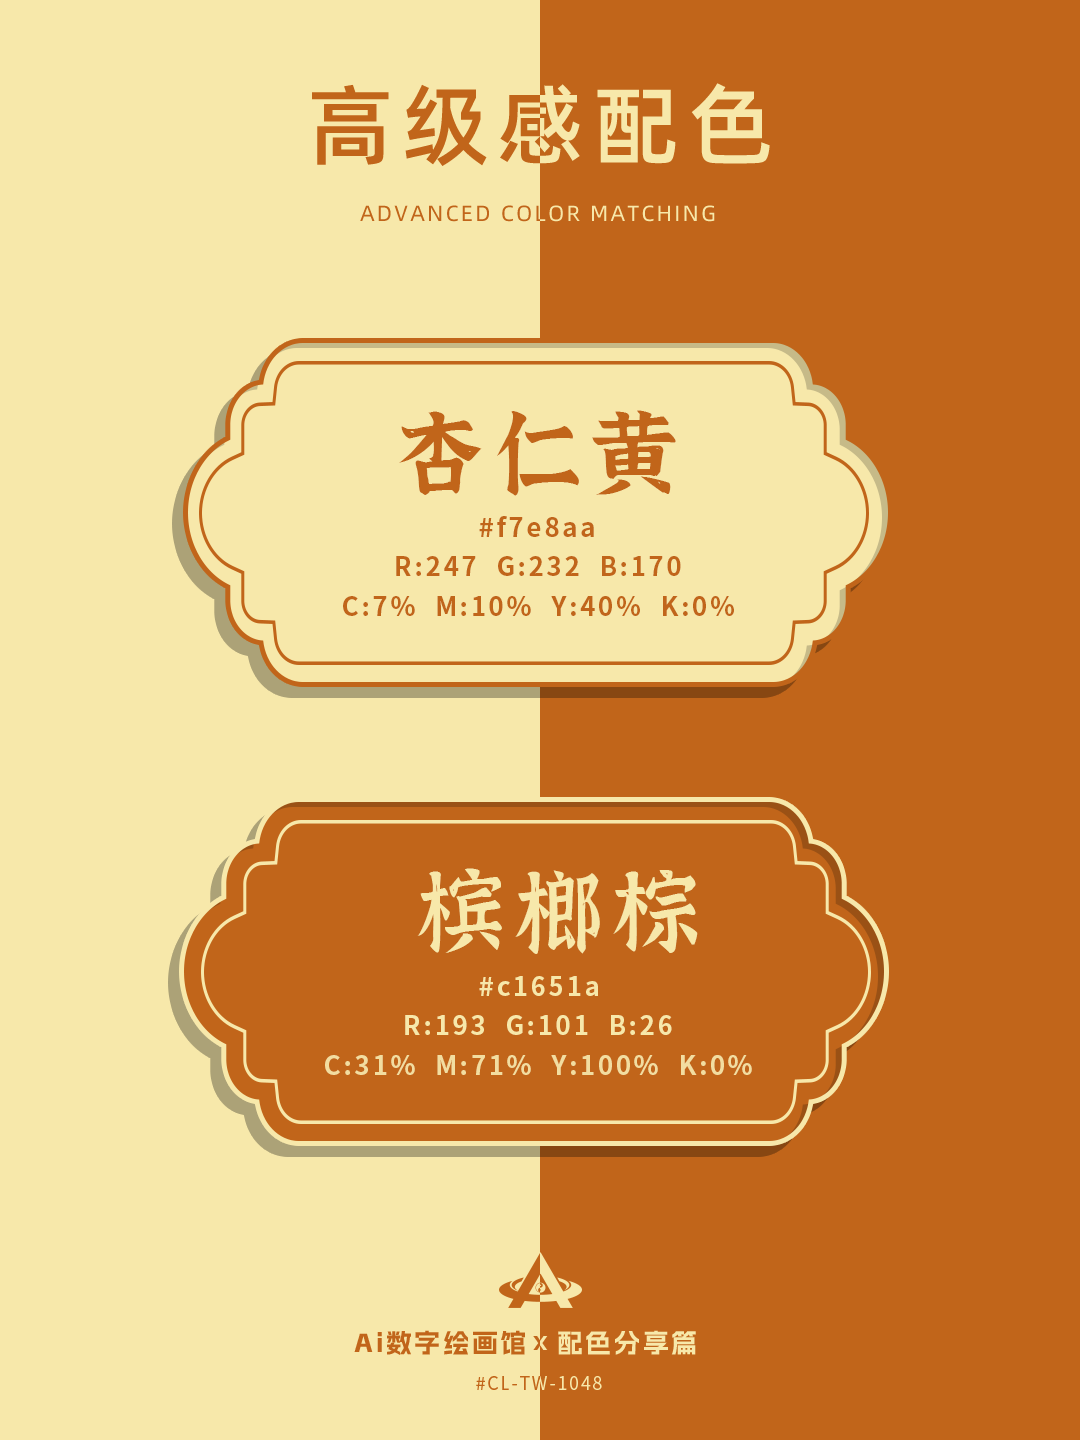 高级感配色
ADVANCED COLOR MATCHING
杏仁黄
#f7e8aa
R:247 G:232 B:170
C:7% M:10% Y:40% K:0%
槟榔棕
#c1651a
R:193 G:101 B:26
C:31% M:71% Y:100% K:0%
Ai数字绘画馆 x 配色分享篇
#CL-TW-1048